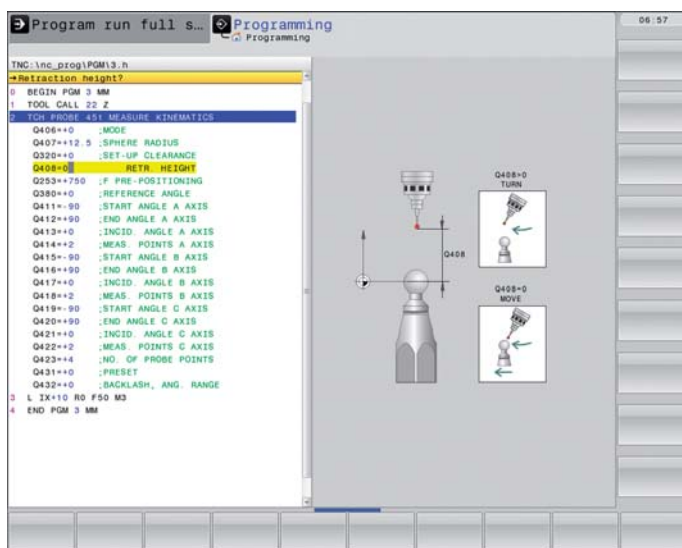 Program run full s...
Programming
Programming
06:57
TNC:\nc_prog\PGM\3.h
→Retraction height?
0 BEGIN PGM 3 MM
1 TOOL CALL 22 Z
2 TCH PROBE 451 MEASURE KINEMATICS
Q406=+0 ;MODE
Q407=+12.5 ;SPHERE RADIUS
Q320=+0 ;SET-UP CLEARANCE
Q408=0 RETR. HEIGHT
Q253=+750 ;F PRE-POSITIONING
Q380=+0 ;REFERENCE ANGLE
Q411=-90 ;START ANGLE A AXIS
Q412=+90 ;END ANGLE A AXIS
Q413=+0 ;INCID. ANGLE A AXIS
Q414=+2 ;MEAS. POINTS A AXIS
Q415=-90 ;START ANGLE B AXIS
Q416=+90 ;END ANGLE B AXIS
Q417=+0 ;INCID. ANGLE B AXIS
Q418=+2 ;MEAS. POINTS B AXIS
Q419=-90 ;START ANGLE C AXIS
Q420=+90 ;END ANGLE C AXIS
Q421=+0 ;INCID. ANGLE C AXIS
Q422=+2 ;MEAS. POINTS C AXIS
Q423=+4 ;NO. OF PROBE POINTS
Q431=+0 ;PRESET
Q432=+0 ;BACKLASH, ANG. RANGE
3 L IX+10 R0 F50 M3
4 END PGM 3 MM
Q408
Q408>0
TURN
Q408=0
MOVE